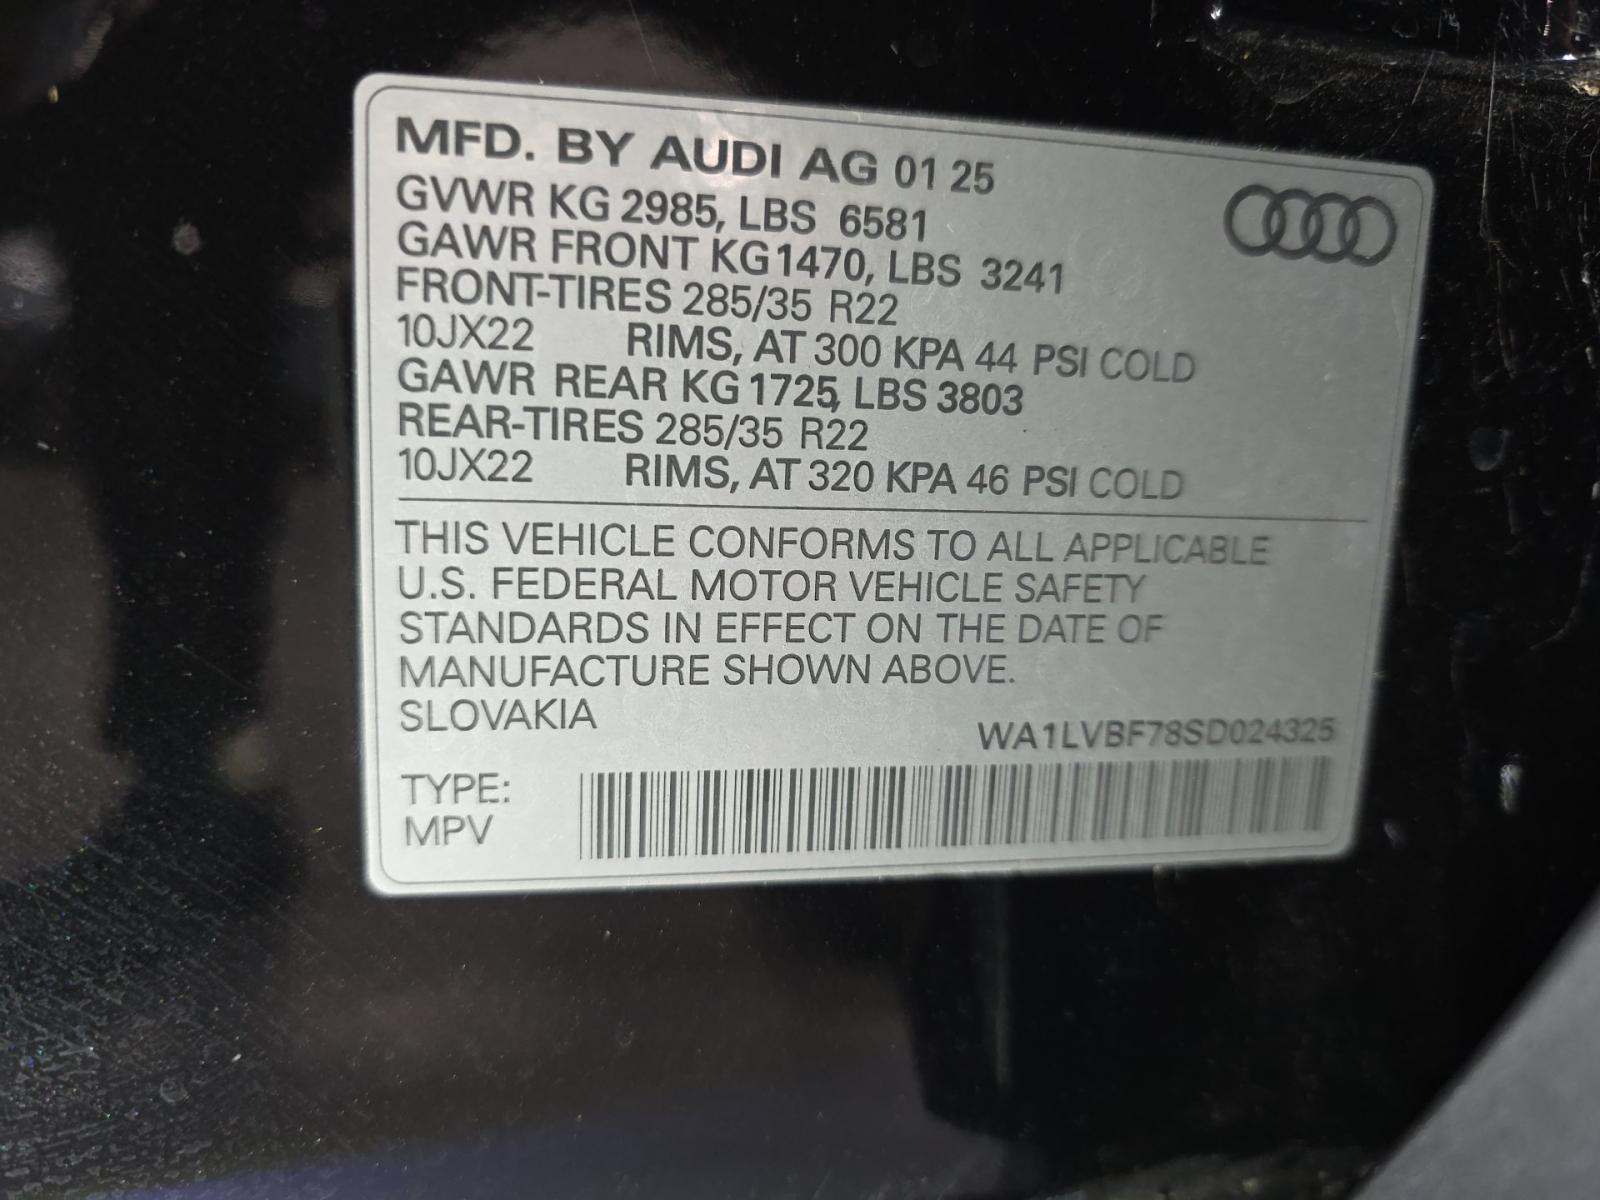 MFD. BY AUDI AG 01 25
GVWR KG 2985, LBS 6581
GAWR FRONT KG1470, LBS 3241
FRONT-TIRES 285/35 R22
10JX22 RIMS, AT 300 KPA 44 PSI COLD
GAWR REAR KG 1725, LBS 3803
REAR-TIRES 285/35 R22
10JX22 RIMS, AT 320 KPA 46 PSI COLD
THIS VEHICLE CONFORMS TO ALL APPLICABLE
U.S. FEDERAL MOTOR VEHICLE SAFETY
STANDARDS IN EFFECT ON THE DATE OF
MANUFACTURE SHOWN ABOVE.
SLOVAKIA
WA1LVBF78SD024325
TYPE:
MPV